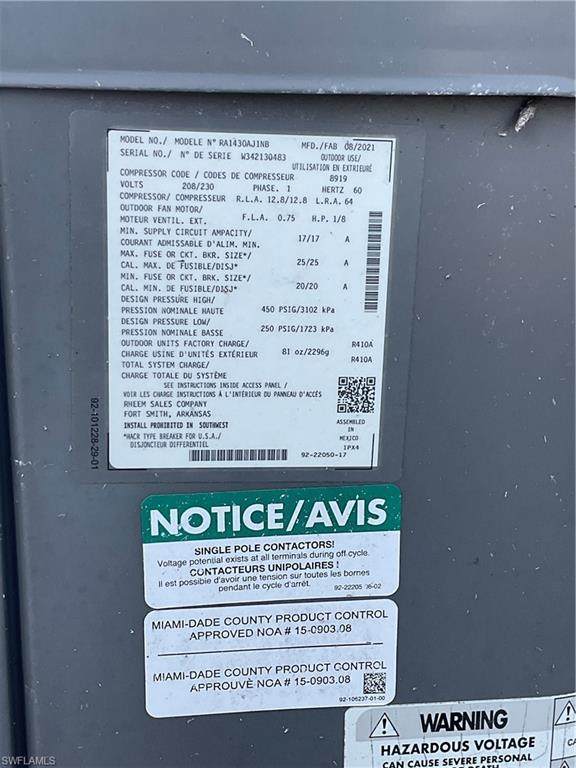 MODEL NO./ MODELE N° RA1430AJ1NB MFD./FAB 08/2021
SERIAL NO./ N° DE SERIE W342130483 OUTDOOR USE/
UTILISATION EN EXTRIEUR
COMPRESSOR CODE / CODES DE COMPRESSEUR 8919
VOLTS 208/230 PHASE. 1 HERTZ 60
COMPRESSOR/ COMPRESSEUR R.L.A. 12.8/12.8 L.R.A. 64
OUTDOOR FAN MOTOR/
MOTEUR VENTIL. EXT. F.L.A. 0.75 H.P. 1/8
MIN. SUPPLY CIRCUIT AMPACITY/
COURANT ADMISSABLE D'ALIM. MIN. 17/17 A
MAX. FUSE OR CKT. BKR. SIZE*/
CAL. MAX. DE FUSIBLE/DISJ* 25/25 A
MIN. FUSE OR CKT. BRK. SIZE*/
CAL. MIN. DE FUSIBLE/DISJ* 20/20 A
DESIGN PRESSURE HIGH/
PRESSION NOMINALE HAUTE 450 PSIG/3102 kPa
DESIGN PRESSURE LOW/
PRESSION NOMINALE BASSE 250 PSIG/1723 kPa
OUTDOOR UNITS FACTORY CHARGE/ R410A
CHARGE USINE D'UNITÉS EXTÉRIEUR 81 oz/2296g
TOTAL SYSTEM CHARGE/ R410A
CHARGE TOTALE DU SYSTÈME
SEE INSTRUCTIONS INSIDE ACCESS PANEL /
VOIR LES CHARGE INSTRUCTIONS À L'INTÉRIEUR DU PANNEAU D'ACCÉS
RHEEM SALES COMPANY
FORT SMITH, ARKANSAS
INSTALL PROHIBITED IN SOUTHWEST
*HACR TYPE BREAKER FOR U.S.A./
DISJONCTEUR DIFFERENTIEL
ASSEMBLED
IN
MEXICO
IPX4
92-22050-17
92-101228-29-01
NOTICE/AVIS
SINGLE POLE CONTACTORS!
Voltage potential exists at all terminals during off cycle.
CONTACTEURS UNIPOLAIRES !
Il est possible d'avoir une tension sur toutes les bornes
pendant le cycle d'arrêt.
MIAMI-DADE COUNTY PRODUCT CONTROL
APPROVED NOA # 15-0903.08
MIAMI-DADE COUNTY PRODUCT CONTROL
APPROUVÉ NOA # 15-0903.08
92-106237-01-00
WARNING
HAZARDOUS VOLTAGE
CAN CAUSE SEVERE PERSONAL
SWFLAMLS